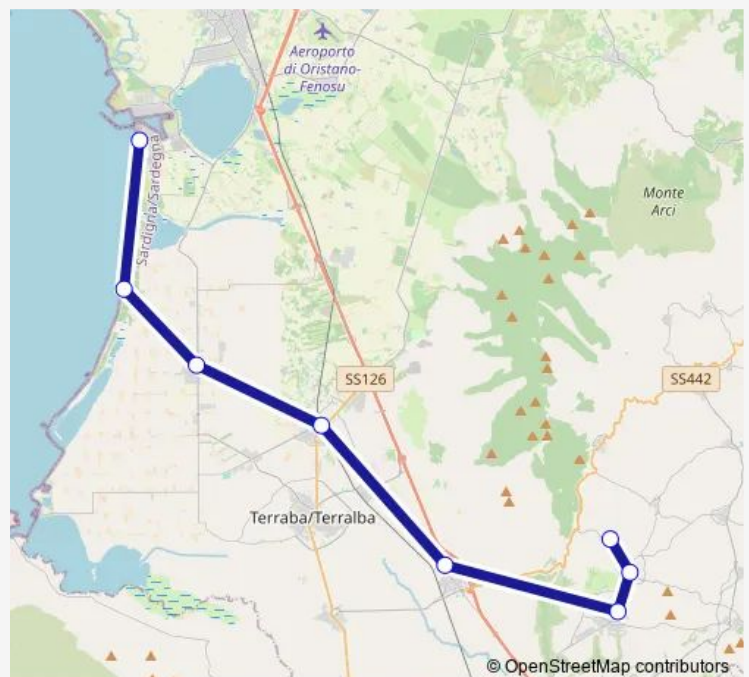 Aeroporto
di Oristano-
Fenosu
Sardigna/Sardegna
Monte
Arci
SS126
SS442
Terraba/Terralba
© OpenStreetMap contributors